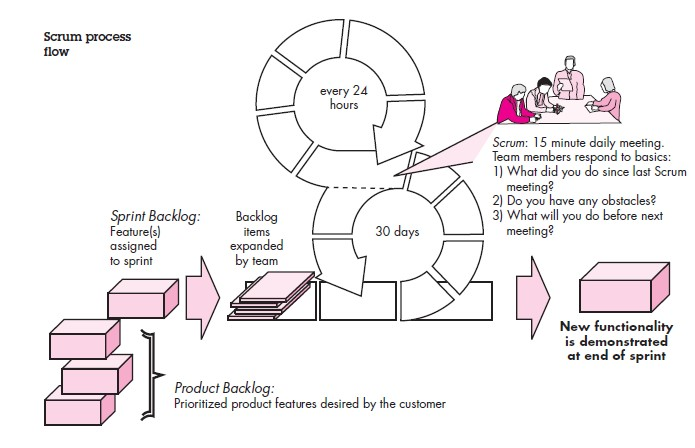 Scrum process
flow
every 24
hours
Scrum: 15 minute daily meeting.
Team members respond to basics:
1) What did you do since last Scrum
meeting?
2) Do you have any obstacles?
3) What will you do before next
meeting?
Sprint Backlog:
Feature(s)
assigned
to sprint
Backlog
items
expanded
by team
30 days
New functionality
is demonstrated
at end of sprint
Product Backlog:
Prioritized product features desired by the customer